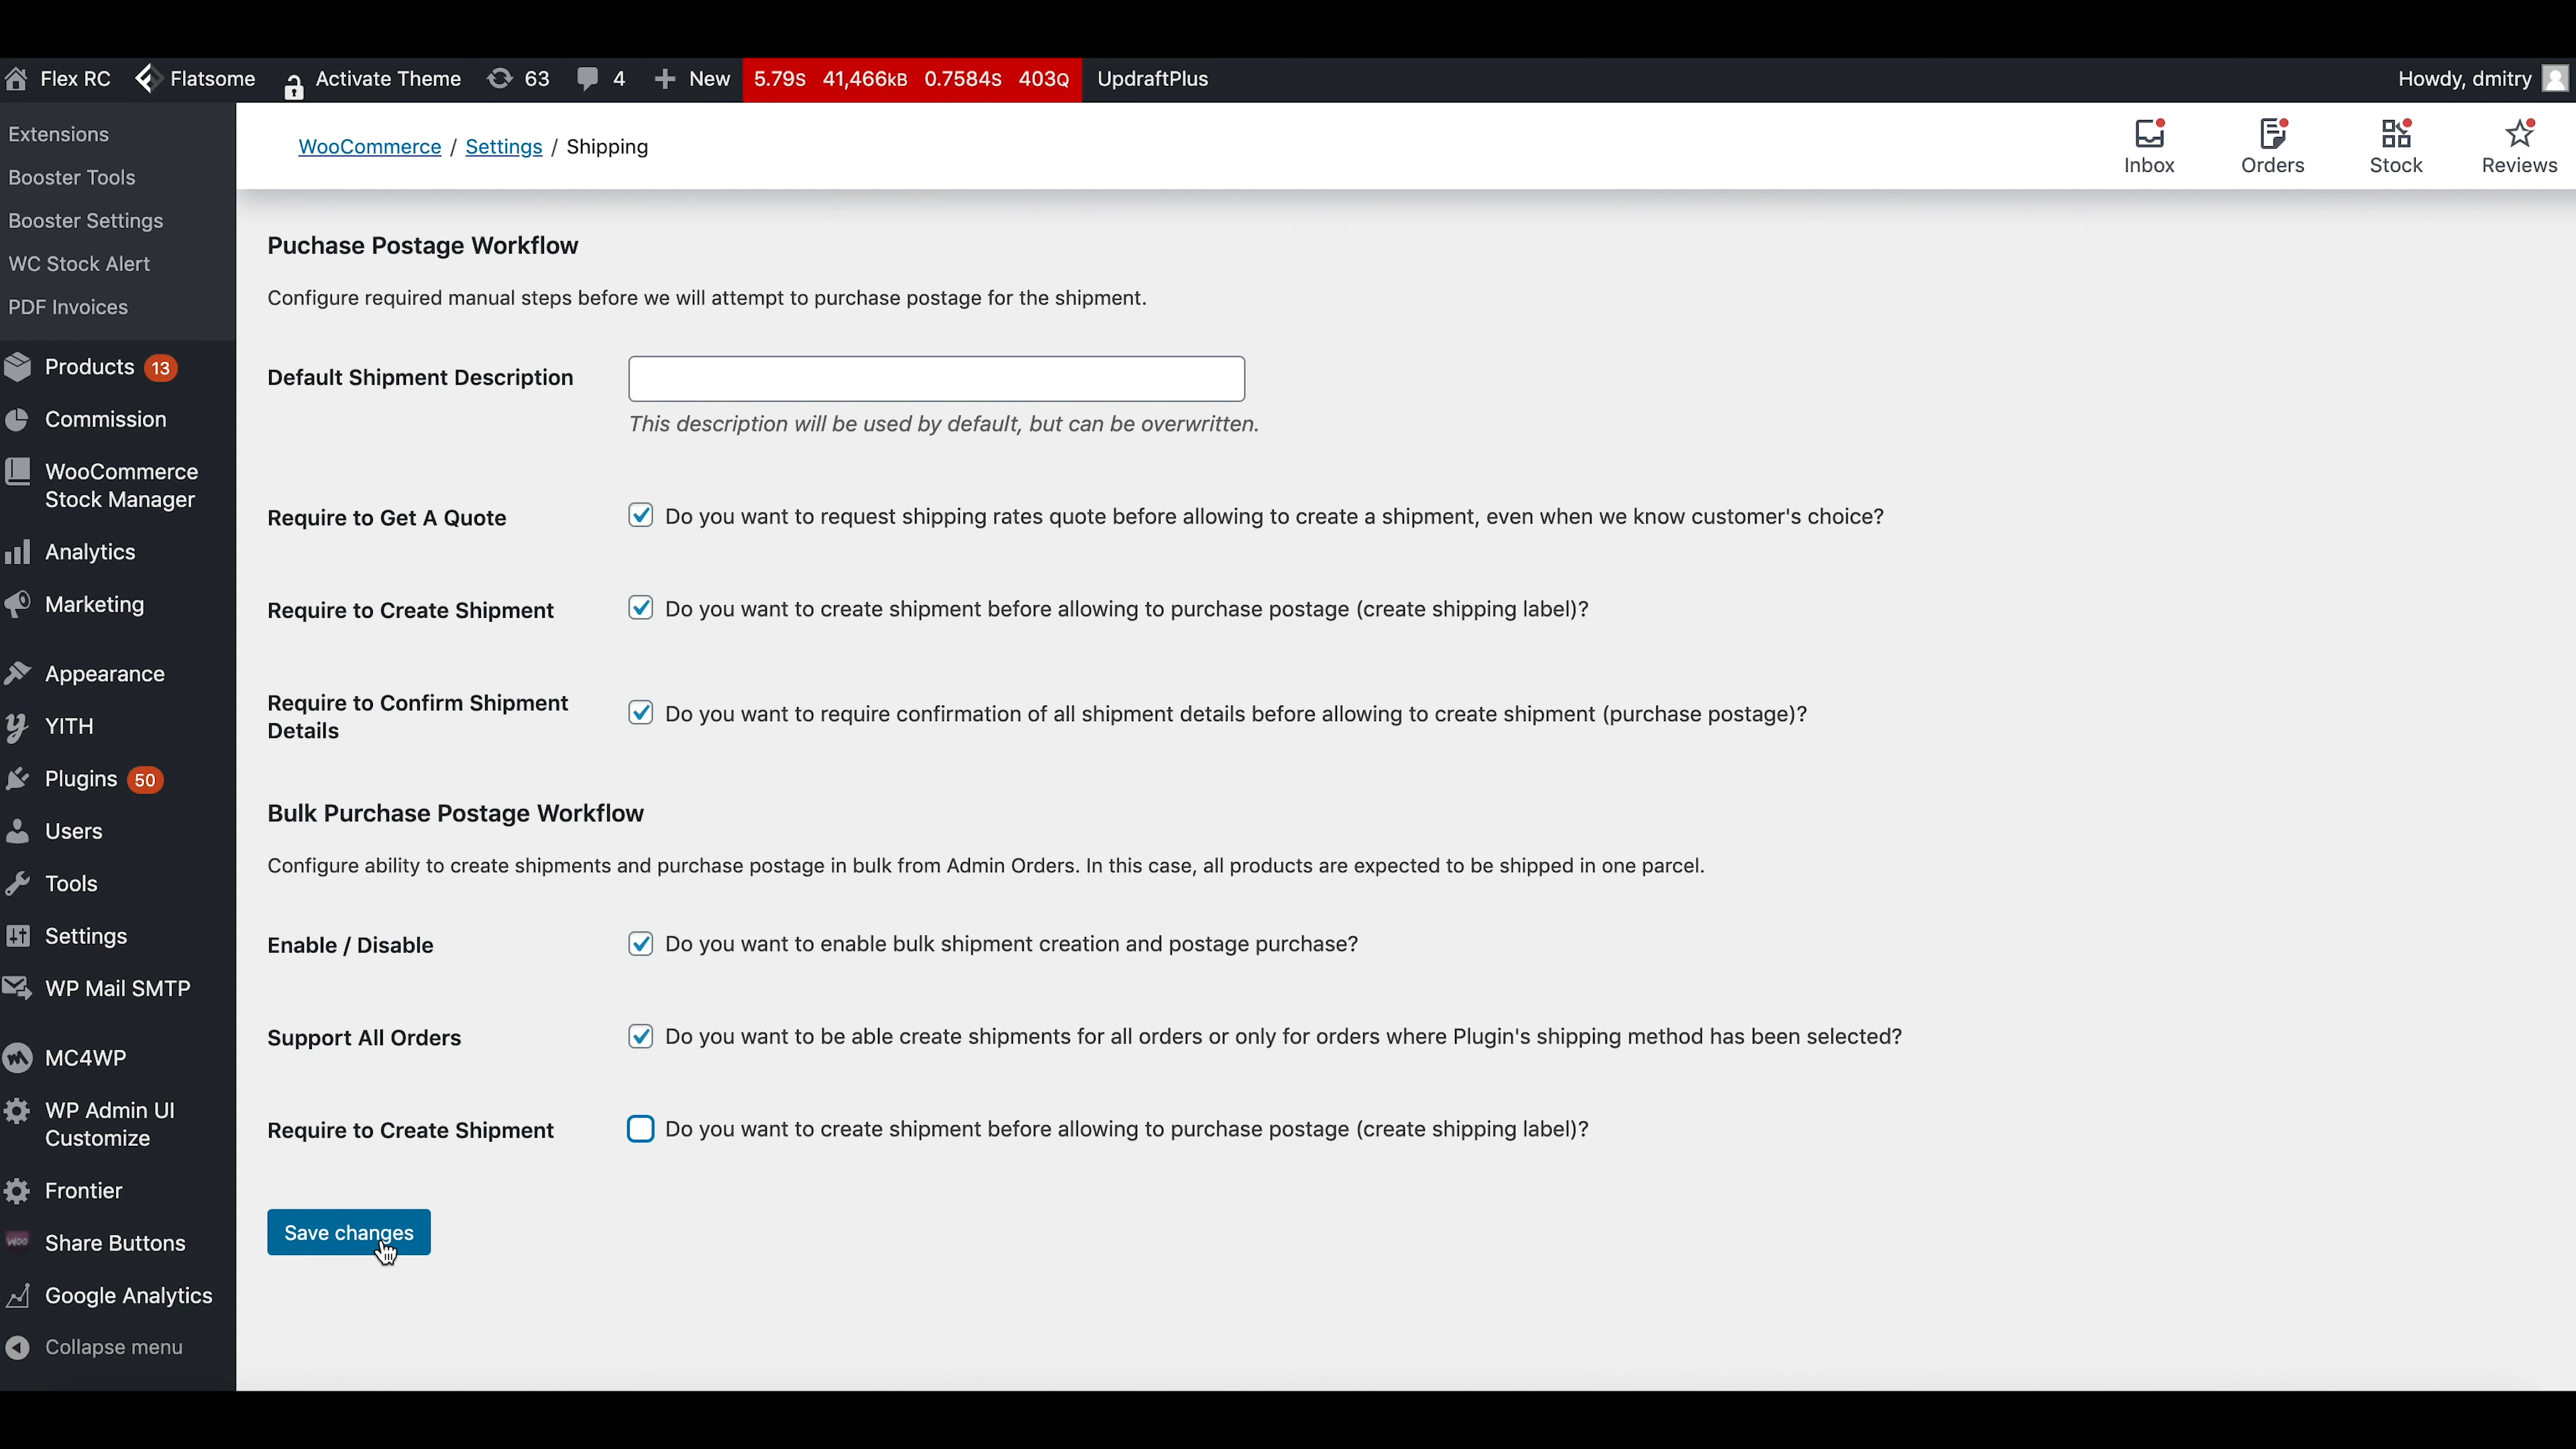 Flex RC Flatsome Activate Theme 63 4 New 5.79s 41,466kB 0.7584s 403Q UpdraftPlus Howdy, dmitry
Extensions
Booster Tools
Booster Settings
WC Stock Alert
PDF Invoices
Products 13
Commission
WooCommerce
Stock Manager
Analytics
Marketing
Appearance
YITH
Plugins 50
Users
Tools
Settings
WP Mail SMTP
MC4WP
WP Admin UI
Customize
Frontier
Woo Share Buttons
Google Analytics
Collapse menu
WooCommerce / Settings / Shipping
Inbox Orders Stock Reviews
Puchase Postage Workflow
Configure required manual steps before we will attempt to purchase postage for the shipment.
Default Shipment Description
This description will be used by default, but can be overwritten.
Require to Get A Quote Do you want to request shipping rates quote before allowing to create a shipment, even when we know customer's choice?
Require to Create Shipment Do you want to create shipment before allowing to purchase postage (create shipping label)?
Require to Confirm Shipment
Details
Do you want to require confirmation of all shipment details before allowing to create shipment (purchase postage)?
Bulk Purchase Postage Workflow
Configure ability to create shipments and purchase postage in bulk from Admin Orders. In this case, all products are expected to be shipped in one parcel.
Enable / Disable Do you want to enable bulk shipment creation and postage purchase?
Support All Orders Do you want to be able create shipments for all orders or only for orders where Plugin's shipping method has been selected?
Require to Create Shipment Do you want to create shipment before allowing to purchase postage (create shipping label)?
Save changes